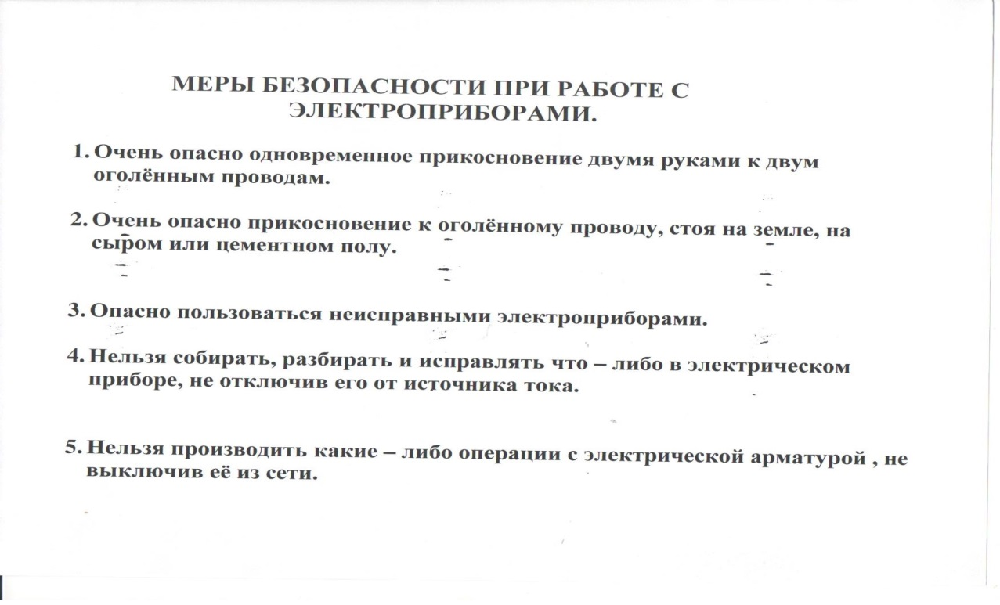 МЕРЫ БЕЗОПАСНОСТИ ПРИ РАБОТЕ С
ЭЛЕКТРОПРИБОРАМИ.
1. Очень опасно одновременное прикосновение двумя руками к двум
оголённым проводам.
2. Очень опасно прикосновение к оголённому проводу, стоя на земле, на
сыром или цементном полу.
3. Опасно пользоваться неисправными электроприборами.
4. Нельзя собирать, разбирать и исправлять что – либо в электрическом
приборе, не отключив его от источника тока.
5. Нельзя производить какие – либо операции с электрической арматурой , не
выключив её из сети.